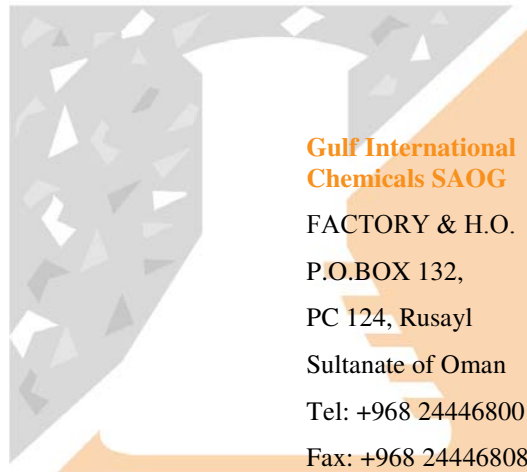 Gulf International
Chemicals SAOG
FACTORY & H.O.
P.O.BOX 132,
PC 124, Rusayl
Sultanate of Oman
Tel: +968 24446800
Fax: +968 24446808